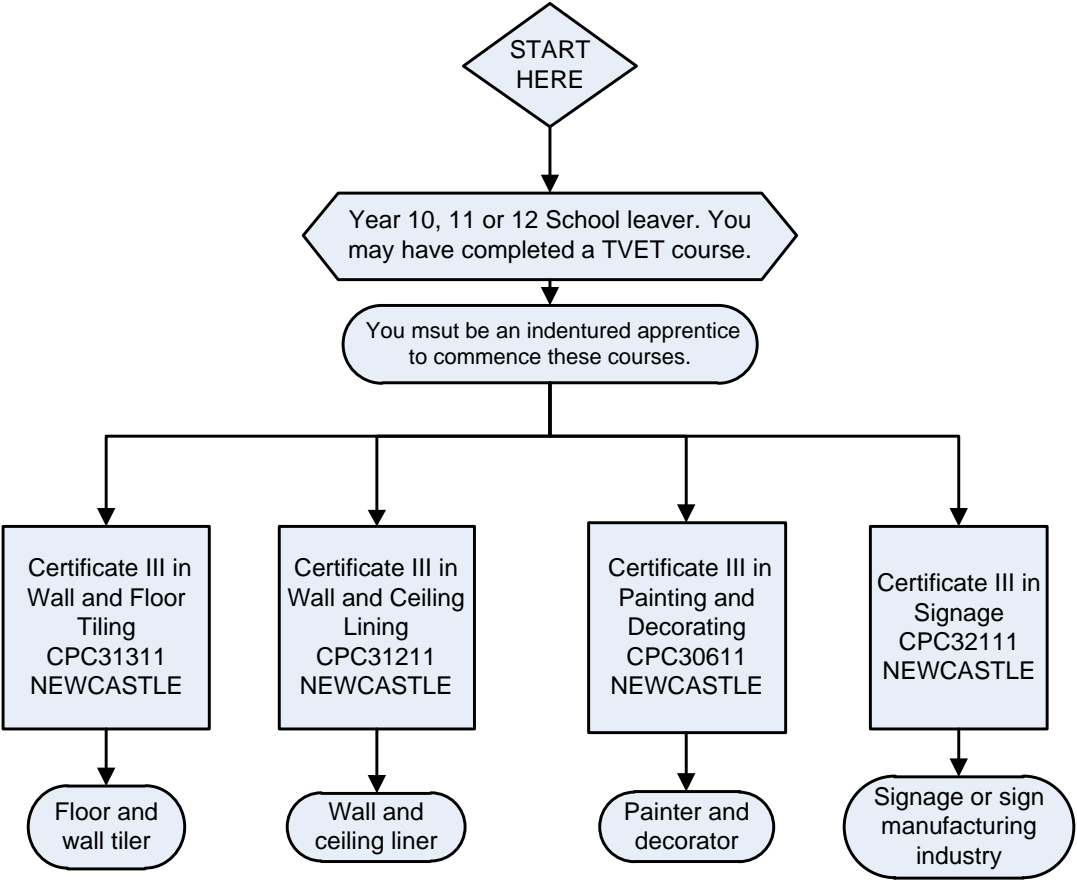 START
HERE
Year 10, 11 or 12 School leaver. You
may have completed a TVET course.
You msut be an indentured apprentice
to commence these courses.
Certificate III in
Wall and Floor
Tiling
CPC31311
NEWCASTLE
Certificate III in
Wall and Ceiling
Lining
CPC31211
NEWCASTLE
Certificate III in
Painting and
Decorating
CPC30611
NEWCASTLE
Certificate III in
Signage
CPC32111
NEWCASTLE
Floor and
wall tiler
Wall and
ceiling liner
Painter and
decorator
Signage or sign
manufacturing
industry